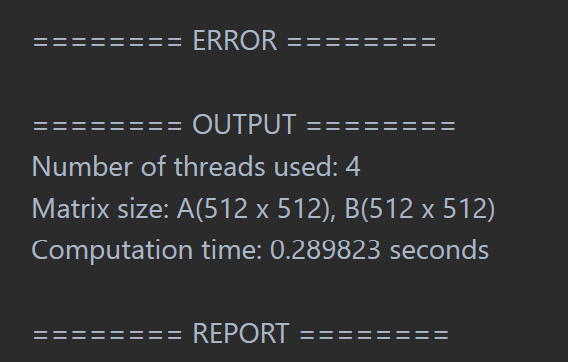 ======== ERROR ========
======== OUTPUT ========
Number of threads used: 4
Matrix size: A(512 x 512), B(512 x 512)
Computation time: 0.289823 seconds
======== REPORT ========